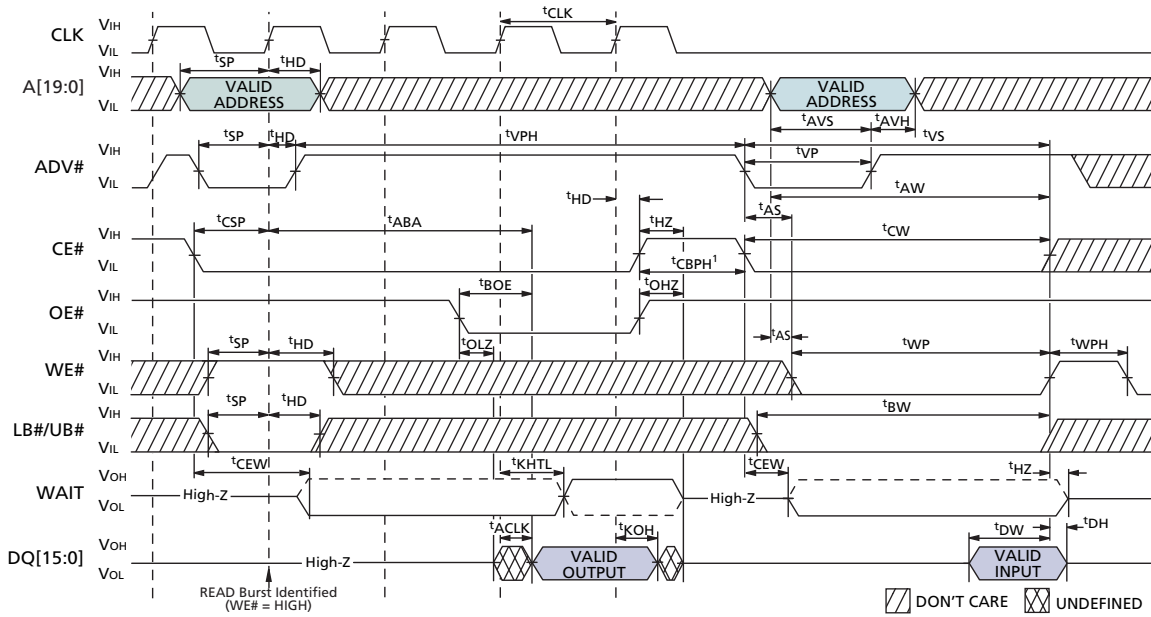 tCLK
CLK
VIH
VIL
tSP
tHD
A[19:0]
VIH
VIL
VALID
ADDRESS
VALID
ADDRESS
tAVS
tAVH
tSP
tHD
tVPH
tVS
ADV#
VIH
VIL
tVP
tAW
tHD
tHZ
tAS
tCSP
tABA
tCW
CE#
VIH
VIL
tCBPH1
tBOE
tOHZ
OE#
VIH
VIL
tOLZ
tAS
tSP
tHD
tWP
tWPH
WE#
VIH
VIL
tSP
tHD
tBW
LB#/UB#
VIH
VIL
tCEW
tKHTL
tCEW
tHZ
WAIT
VOH
VOL
High-Z
High-Z
tACLK
tKOH
tDW
tDH
DQ[15:0]
VOH
VOL
High-Z
VALID
OUTPUT
VALID
INPUT
READ Burst Identified
(WE# = HIGH)
DON'T CARE
UNDEFINED